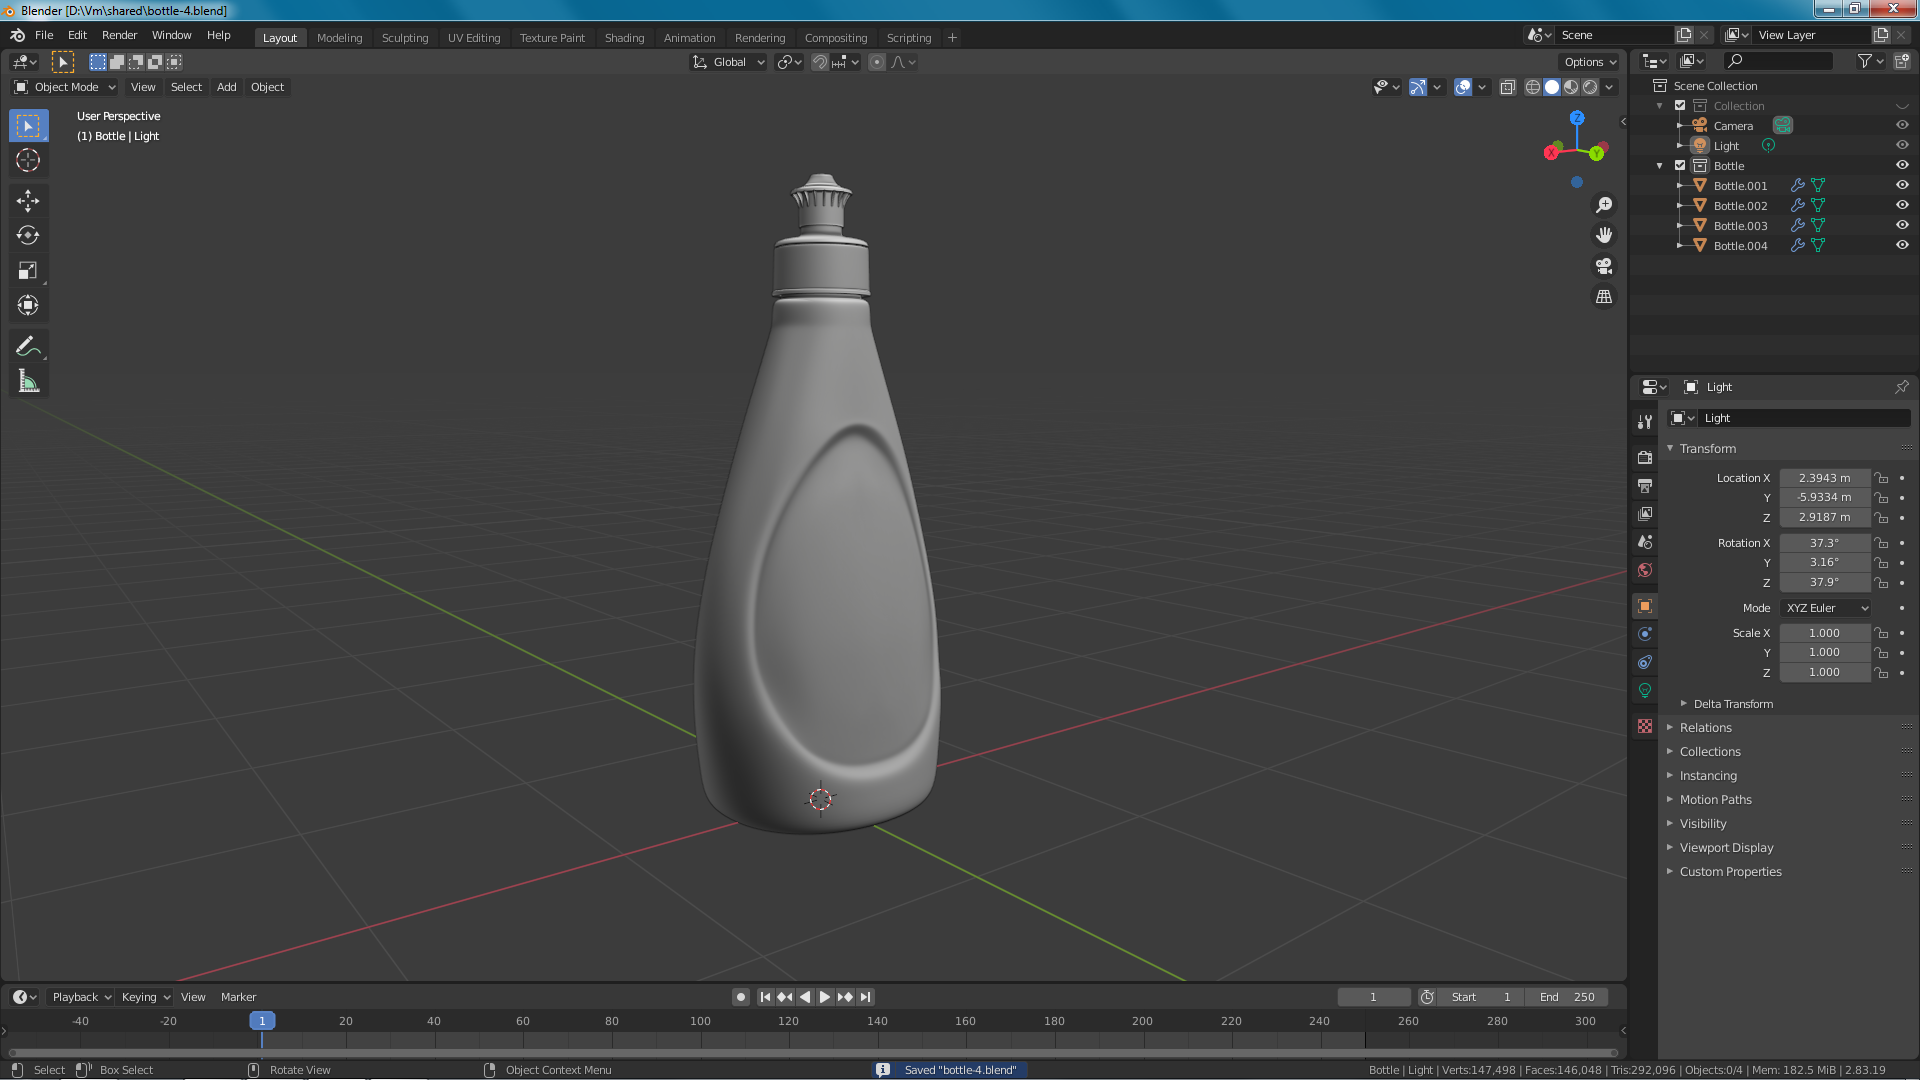 Blender [D:\Vm\shared\bottle-4.blend]
File Edit Render Window Help Layout Modeling Sculpting UV Editing Texture Paint Shading Animation Rendering Compositing Scripting Scene View Layer
Global Options
Object Mode View Select Add Object
User Perspective
(1) Bottle | Light
Z
X
Y
Scene Collection
Collection
Camera
Light
Bottle
Bottle.001
Bottle.002
Bottle.003
Bottle.004
Light
Light
Transform
Location X 2.3943 m
Y -5.9334 m
Z 2.9187 m
Rotation X 37.3°
Y 3.16°
Z 37.9°
Mode XYZ Euler
Scale X 1.000
Y 1.000
Z 1.000
Delta Transform
Relations
Collections
Instancing
Motion Paths
Visibility
Viewport Display
Custom Properties
Playback Keying View Marker 1 Start 1 End 250
-40 -20 1 20 40 60 80 100 120 140 160 180 200 220 240 260 280 300
Select Box Select Rotate View Object Context Menu Saved "bottle-4.blend" Bottle | Light | Verts:147,498 | Faces:146,048 | Tris:292,096 | Objects:0/4 | Mem: 182.5 MiB | 2.83.19